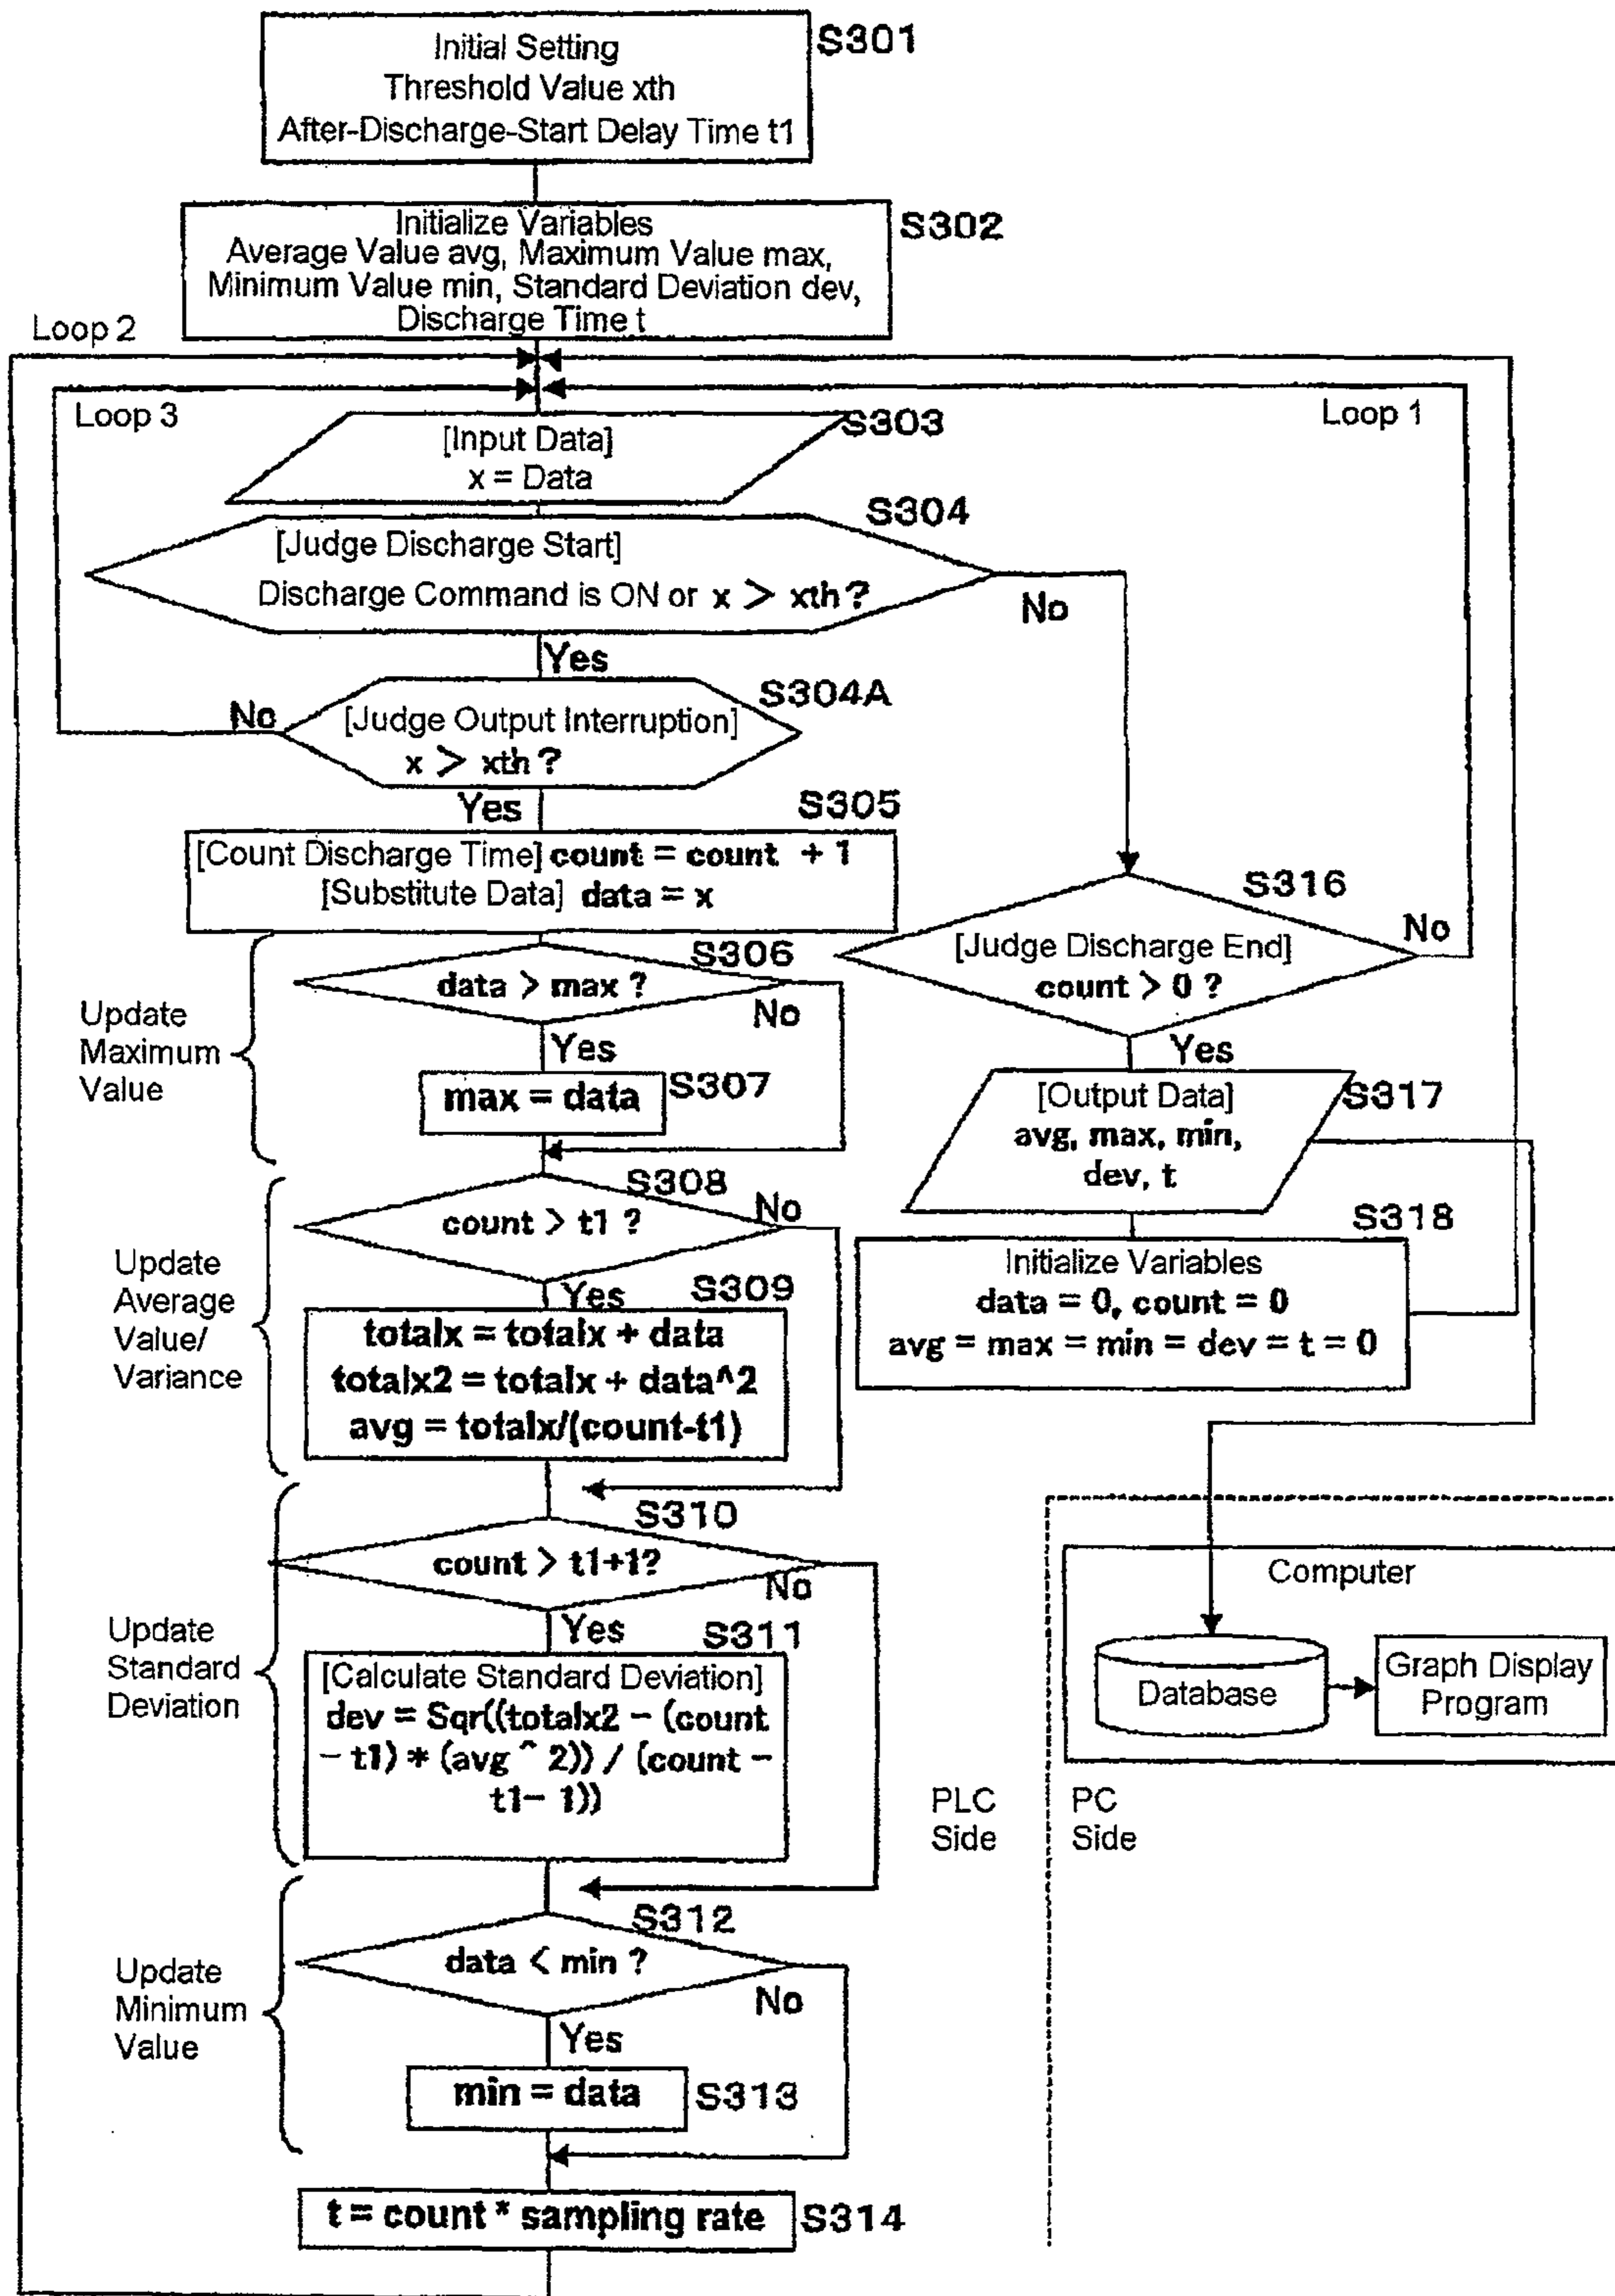 Initial Setting
Threshold Value xth
After-Discharge-Start Delay Time t1
S301
Initialize Variables
Average Value avg, Maximum Value max,
Minimum Value min, Standard Deviation dev,
Discharge Time t
S302
Loop 2
Loop 3
Loop 1
[Input Data]
x = Data
S303
[Judge Discharge Start]
Discharge Command is ON or x > xth ?
S304
No
Yes
[Judge Output Interruption]
x > xth ?
S304A
No
Yes
S305
[Count Discharge Time] count = count + 1
[Substitute Data] data = x
Update
Maximum
Value
S306
data > max ?
No
Yes
max = data
S307
S316
[Judge Discharge End]
count > 0 ?
No
Yes
[Output Data]
avg, max, min,
dev, t
S317
S318
Initialize Variables
data = 0, count = 0
avg = max = min = dev = t = 0
Update
Average
Value/
Variance
S308
count > t1 ?
No
Yes
S309
totalx = totalx + data
totalx2 = totalx + data^2
avg = totalx/(count-t1)
Update
Standard
Deviation
S310
count > t1+1?
No
Yes
S311
[Calculate Standard Deviation]
dev = Sqr((totalx2 - (count
- t1) * (avg ^ 2)) / (count -
t1- 1))
Computer
Database
Graph Display
Program
PLC
Side
PC
Side
Update
Minimum
Value
S312
data < min ?
No
Yes
min = data
S313
t = count * sampling rate
S314